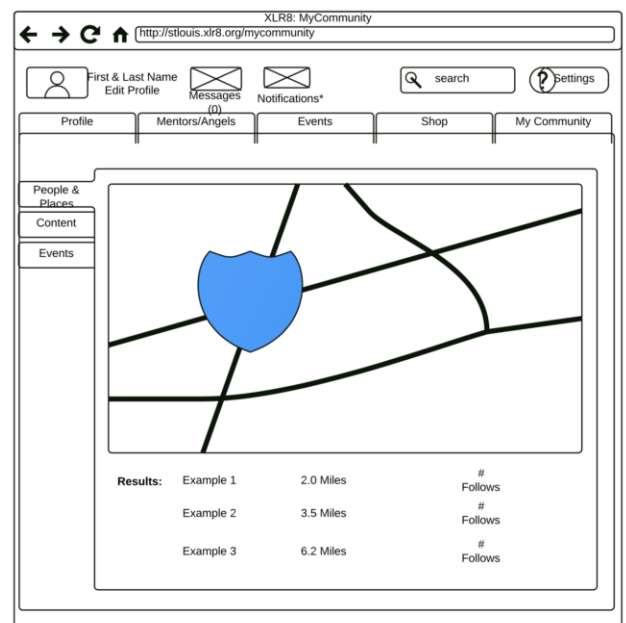 XLR8: MyCommunity
http://stlouis.xlr8.org/mycommunity
First & Last Name
Edit Profile
Messages
(0)
Notifications*
search
?
Settings
Profile
Mentors/Angels
Events
Shop
My Community
People &
Places
Content
Events
Results:
Example 1
2.0 Miles
#
Follows
Example 2
3.5 Miles
#
Follows
Example 3
6.2 Miles
#
Follows